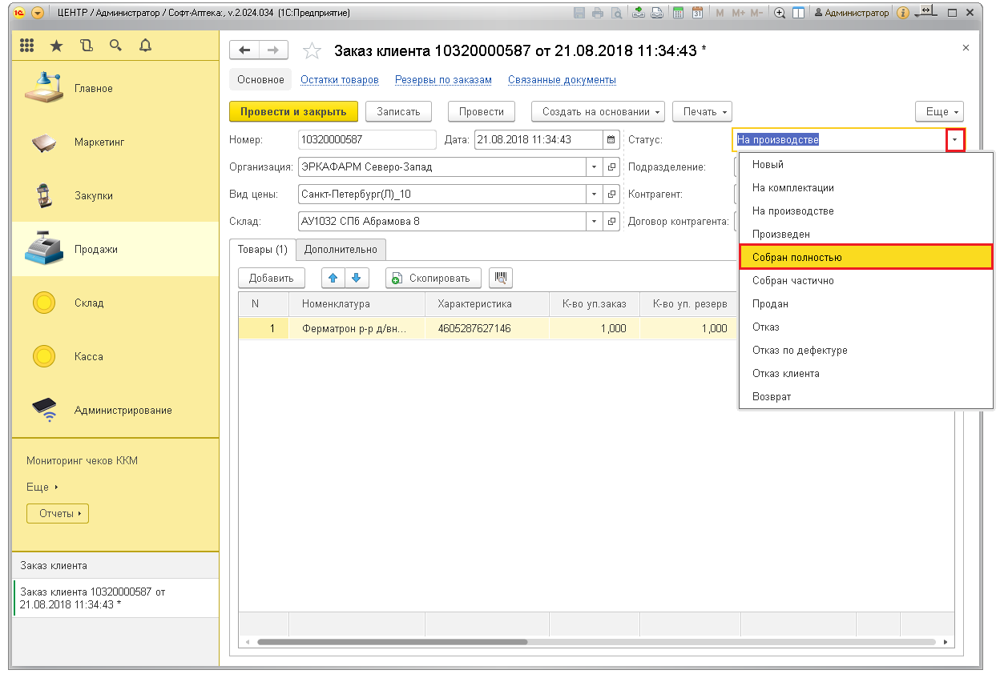 ЦЕНТР / Администратор / Софт-Аптека:, v.2.024.034 (1С:Предприятие)
M M+ M- Администратор
Главное
Маркетинг
Закупки
Продажи
Склад
Касса
Администрирование
Мониторинг чеков ККМ
Еще
Отчеты
Заказ клиента
Заказ клиента 10320000587 от
21.08.2018 11:34:43 *
Заказ клиента 10320000587 от 21.08.2018 11:34:43 *
Основное Остатки товаров Резервы по заказам Связанные документы
Провести и закрыть Записать Провести Создать на основании Печать Еще
Номер: 10320000587 Дата: 21.08.2018 11:34:43 Статус: На производстве
Организация: ЭРКАФАРМ Северо-Запад Подразделение:
Вид цены: Санкт-Петербург(Л)_10 Контрагент:
Склад: АУ1032 СПб Абрамова 8 Договор контрагента:
Новый
На комплектации
На производстве
Произведен
Собран полностью
Собран частично
Продан
Отказ
Отказ по дефектуре
Отказ клиента
Возврат
Товары (1) Дополнительно
Добавить Скопировать
N Номенклатура Характеристика К-во уп.заказ К-во уп. резерв
1 Ферматрон р-р д/вн... 4605287627146 1,000 1,000